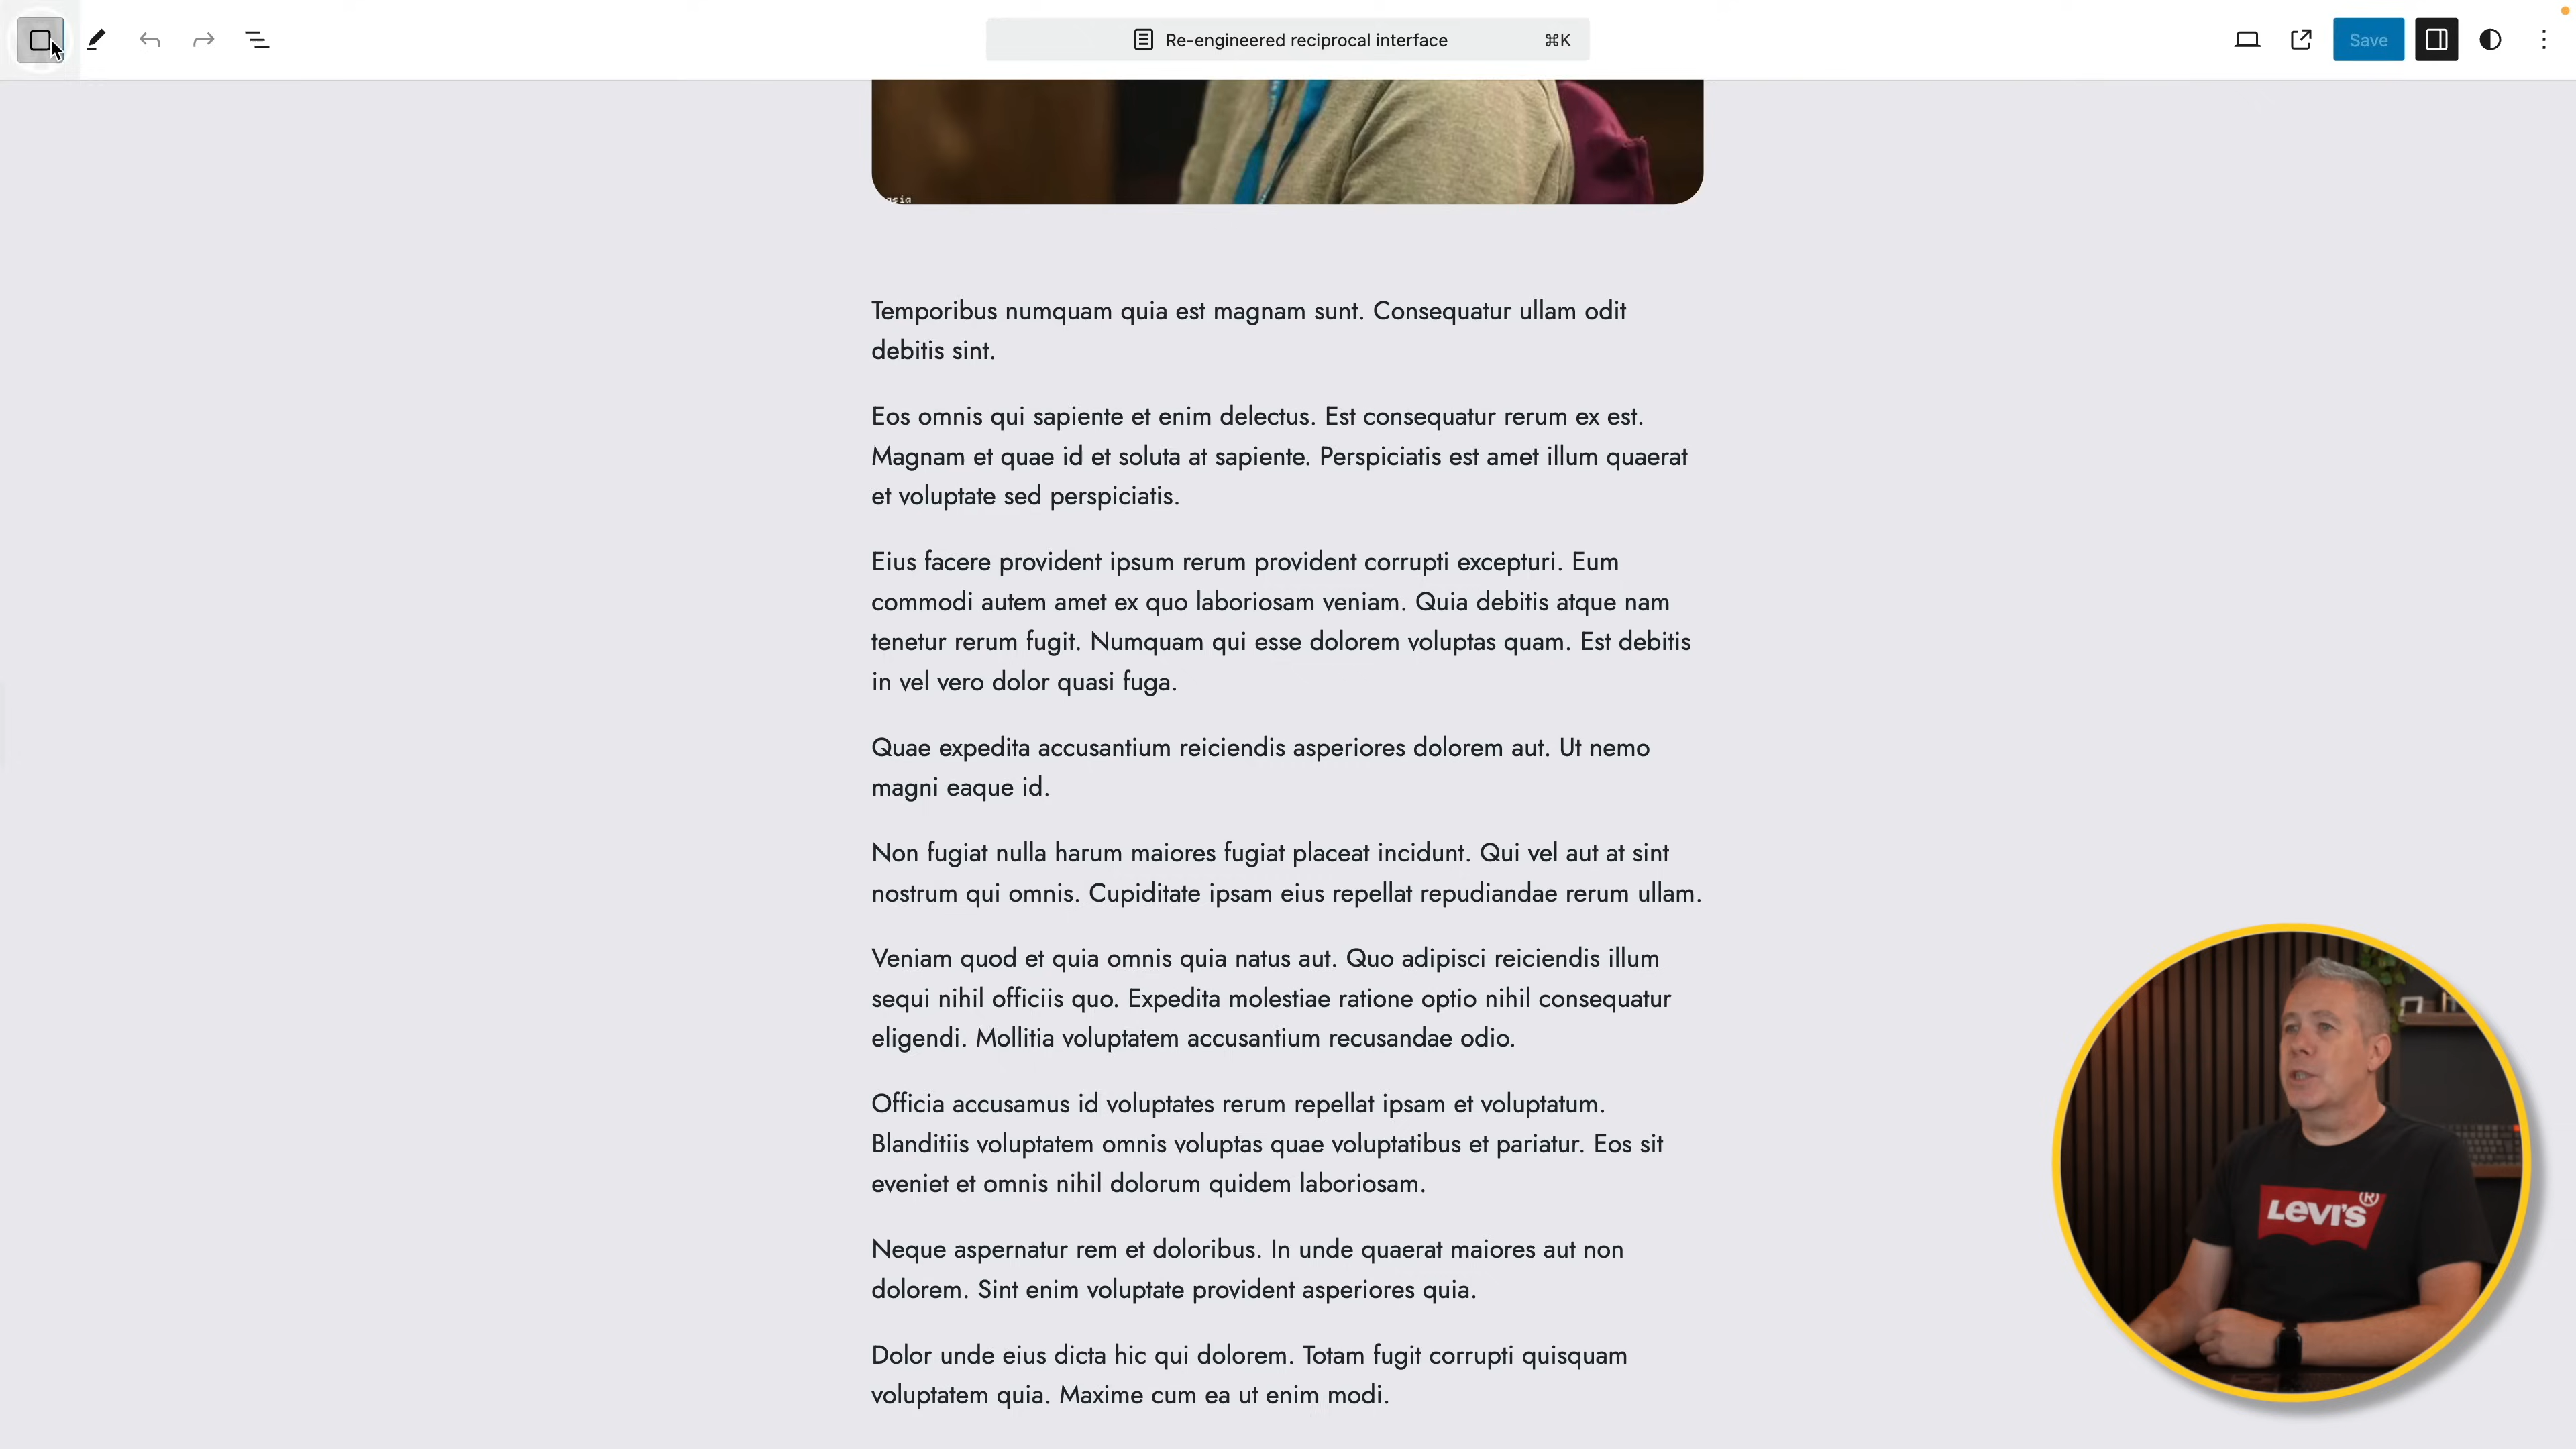 Re-engineered reciprocal interface
⌘K
Save
Temporibus numquam quia est magnam sunt. Consequatur ullam odit
debitis sint.
Eos omnis qui sapiente et enim delectus. Est consequatur rerum ex est.
Magnam et quae id et soluta at sapiente. Perspiciatis est amet illum quaerat
et voluptate sed perspiciatis.
Eius facere provident ipsum rerum provident corrupti excepturi. Eum
commodi autem amet ex quo laboriosam veniam. Quia debitis atque nam
tenetur rerum fugit. Numquam qui esse dolorem voluptas quam. Est debitis
in vel vero dolor quasi fuga.
Quae expedita accusantium reiciendis asperiores dolorem aut. Ut nemo
magni eaque id.
Non fugiat nulla harum maiores fugiat placeat incidunt. Qui vel aut at sint
nostrum qui omnis. Cupiditate ipsam eius repellat repudiandae rerum ullam.
Veniam quod et quia omnis quia natus aut. Quo adipisci reiciendis illum
sequi nihil officiis quo. Expedita molestiae ratione optio nihil consequatur
eligendi. Mollitia voluptatem accusantium recusandae odio.
Officia accusamus id voluptates rerum repellat ipsam et voluptatum.
Blanditiis voluptatem omnis voluptas quae voluptatibus et pariatur. Eos sit
eveniet et omnis nihil dolorum quidem laboriosam.
Neque aspernatur rem et doloribus. In unde quaerat maiores aut non
dolorem. Sint enim voluptate provident asperiores quia.
Dolor unde eius dicta hic qui dolorem. Totam fugit corrupti quisquam
voluptatem quia. Maxime cum ea ut enim modi.
LEVI'S®